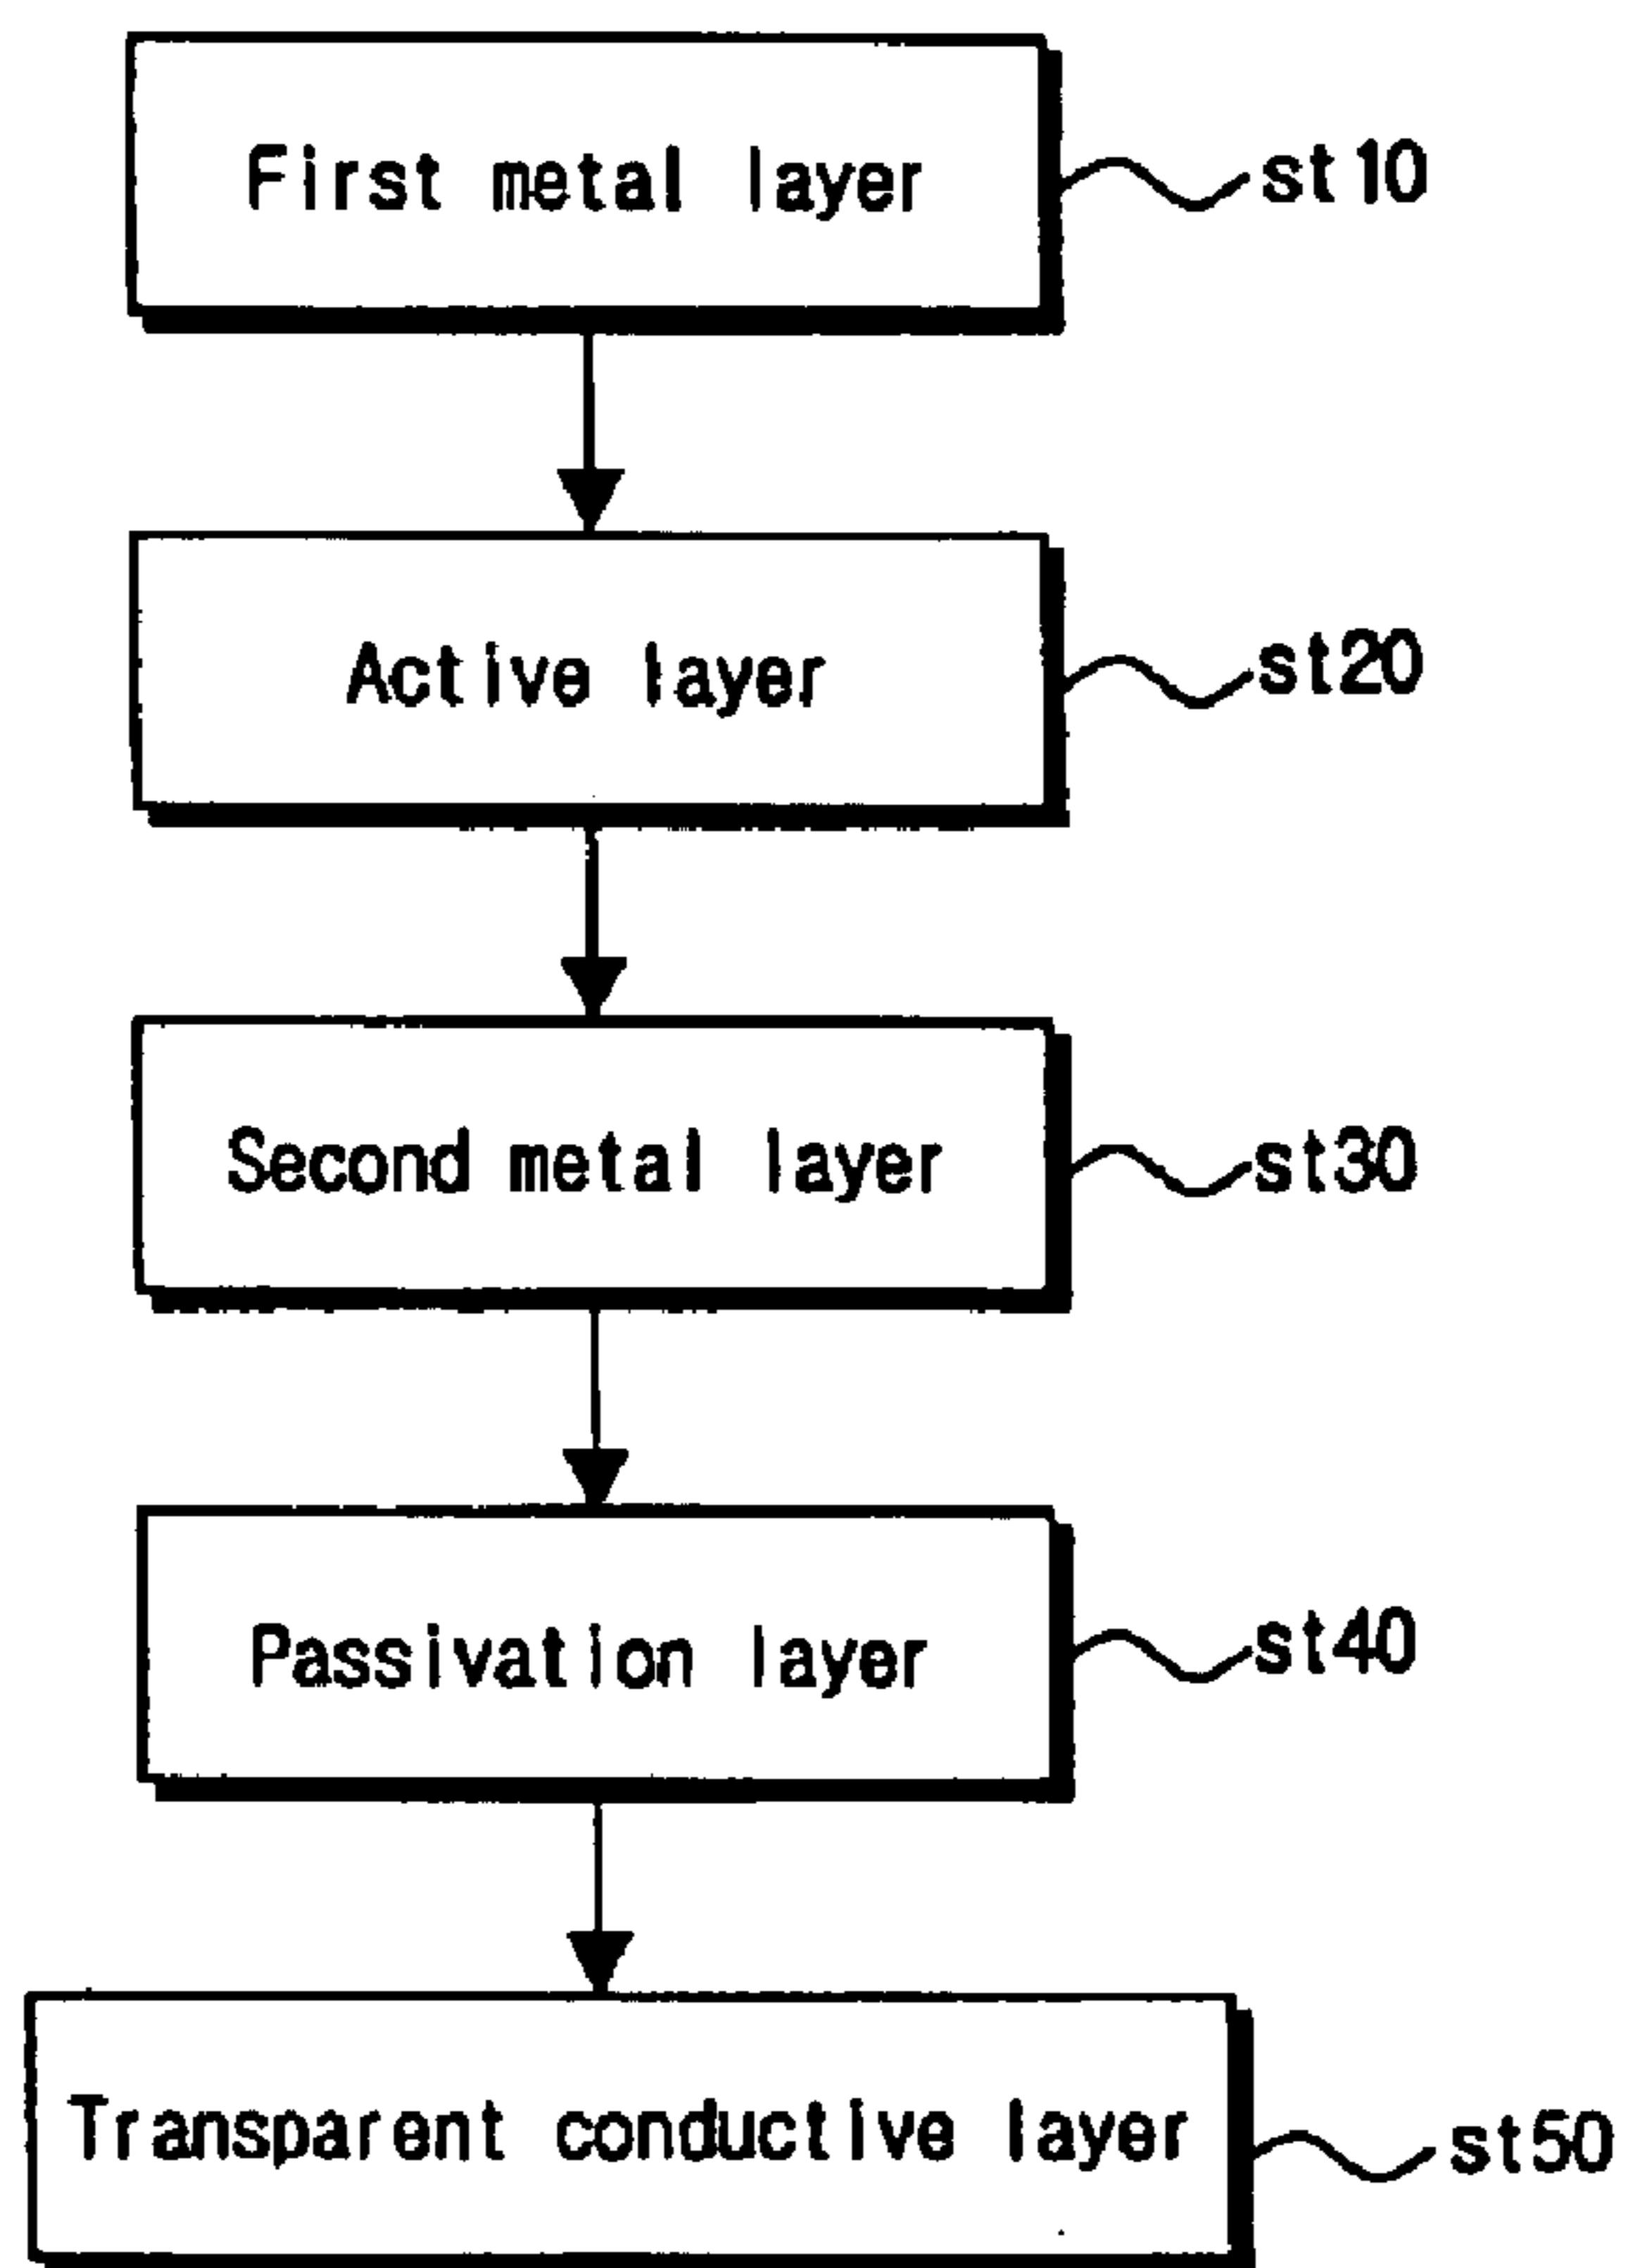 First metal layer
st10
Active layer
st20
Second metal layer
st30
Passivation layer
st40
Transparent conductive layer
st50